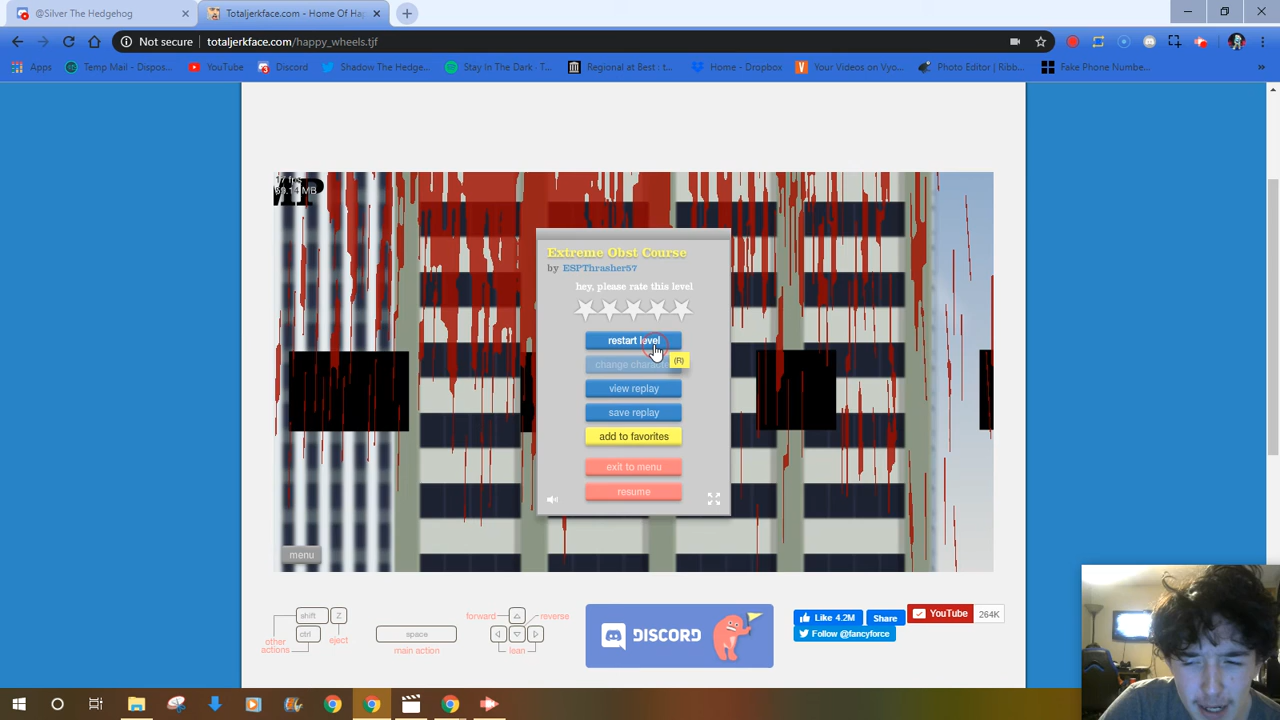 @Silver The Hedgehog
Totaljerkface.com - Home Of Hap
Not secure | totaljerkface.com/happy_wheels.tjf
Apps
Temp Mail - Dispos...
YouTube
Discord
Shadow The Hedge...
Stay In The Dark - T...
Regional at Best : t...
Home - Dropbox
Your Videos on Vyo...
Photo Editor | Ribb...
Fake Phone Numbe...
»
17 fps
MP
Extreme Obst Course
by ESPThrasher57
hey, please rate this level
restart level
(R)
change character
view replay
save replay
add to favorites
exit to menu
resume
menu
shift
Z
ctrl
other actions
eject
space
main action
forward
reverse
lean
DISCORD
Like 4.2M
Share
YouTube
264K
Follow @fancyforce